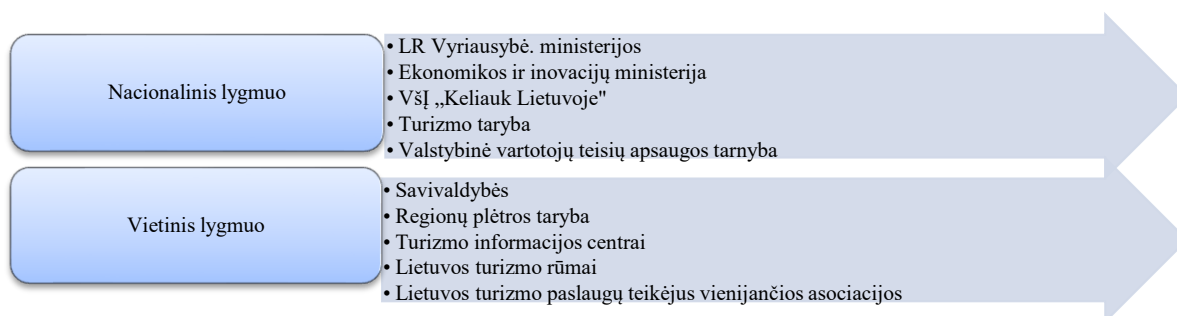 Nacionalinis lygmuo
• LR Vyriausybė. ministerijos
• Ekonomikos ir inovacijų ministerija
• VšĮ „Keliauk Lietuvoje"
• Turizmo taryba
• Valstybinė vartotojų teisių apsaugos tarnyba
Vietinis lygmuo
• Savivaldybės
• Regionų plėtros taryba
• Turizmo informacijos centrai
• Lietuvos turizmo rūmai
• Lietuvos turizmo paslaugų teikėjus vienijančios asociacijos